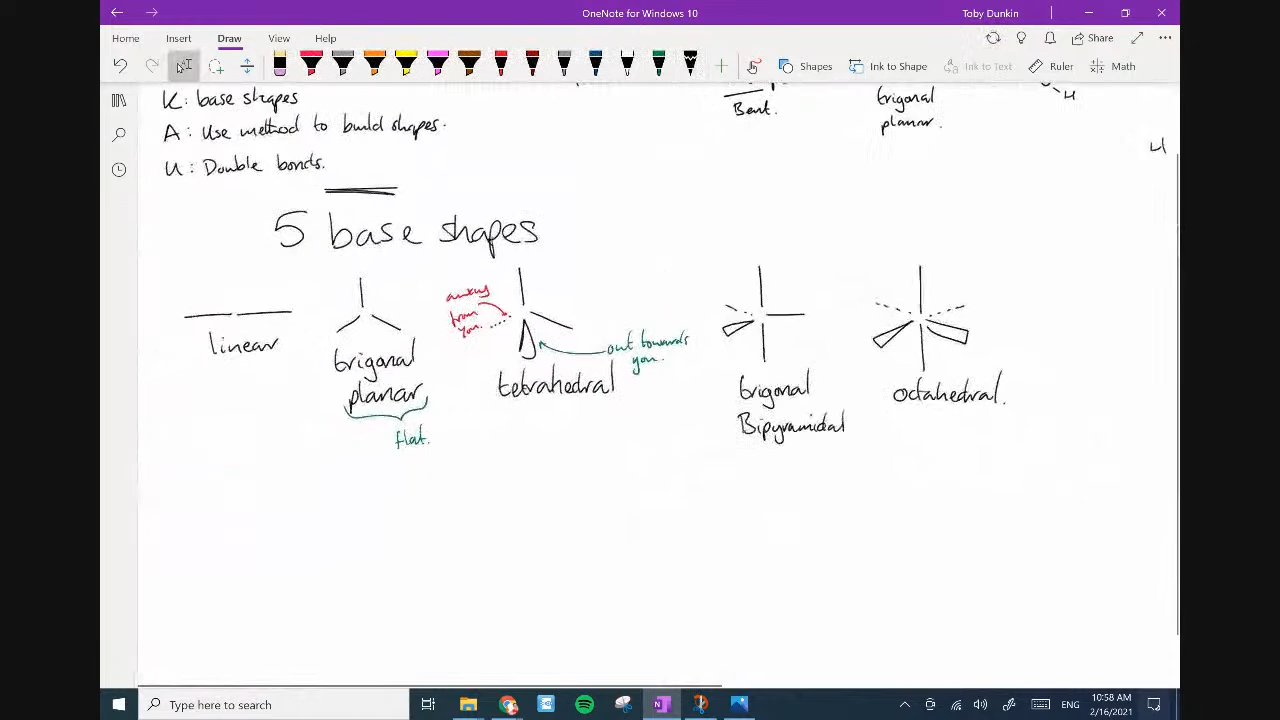 OneNote for Windows 10
Toby Dunkin
Home Insert Draw View Help
Share
Shapes Ink to Shape Ink to Text Ruler Math
K: base shapes
A: Use method to build shapes.
U: Double bonds.
Bent.
trigonal
planar.
H
H
5 base shapes
linear
trigonal
planar
flat.
away
from
you.
out towards
you.
tetrahedral
trigonal
Bipyramidal
octahedral.
Type here to search
ENG
10:58 AM
2/16/2021